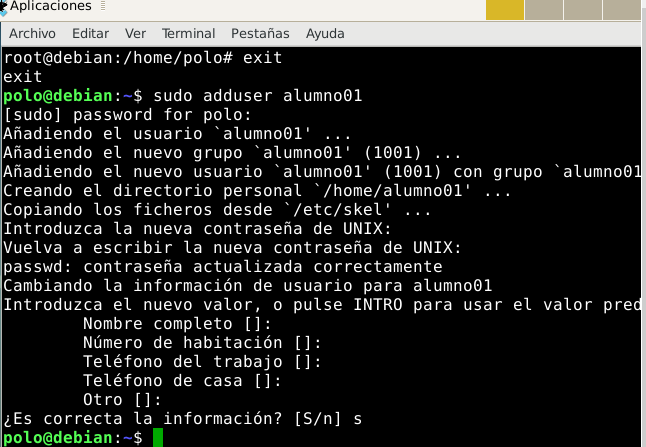 Aplicaciones
Archivo Editar Ver Terminal Pestañas Ayuda
root@debian:/home/polo# exit
exit
polo@debian:~$ sudo adduser alumno01
[sudo] password for polo:
Añadiendo el usuario `alumno01' ...
Añadiendo el nuevo grupo `alumno01' (1001) ...
Añadiendo el nuevo usuario `alumno01' (1001) con grupo `alumno01
Creando el directorio personal `/home/alumno01' ...
Copiando los ficheros desde `/etc/skel' ...
Introduzca la nueva contraseña de UNIX:
Vuelva a escribir la nueva contraseña de UNIX:
passwd: contraseña actualizada correctamente
Cambiando la información de usuario para alumno01
Introduzca el nuevo valor, o pulse INTRO para usar el valor pred
Nombre completo []:
Número de habitación []:
Teléfono del trabajo []:
Teléfono de casa []:
Otro []:
¿Es correcta la información? [S/n] s
polo@debian:~$